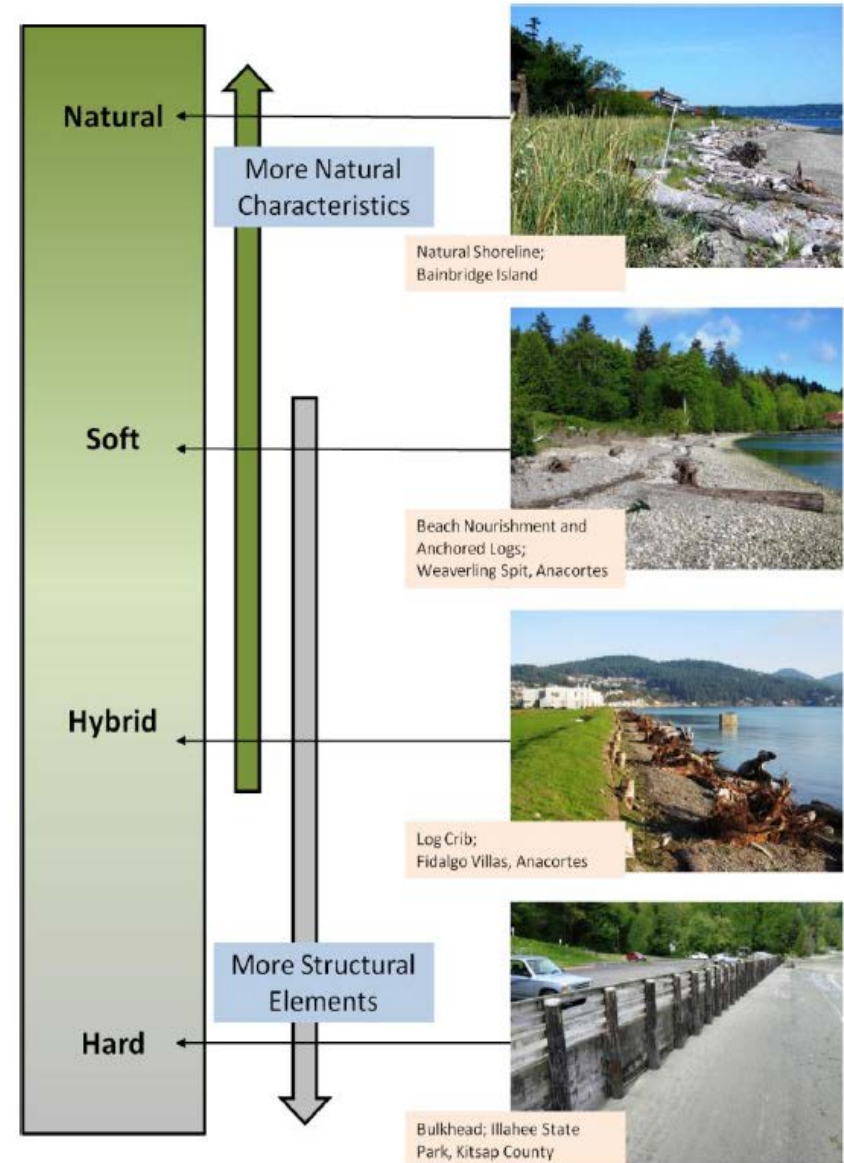 Natural
More Natural
Characteristics
Natural Shoreline;
Bainbridge Island
Soft
Beach Nourishment and
Anchored Logs;
Weaverling Spit, Anacortes
Hybrid
Log Crib;
Fidalgo Villas, Anacortes
More Structural
Elements
Hard
Bulkhead; Illahee State
Park, Kitsap County